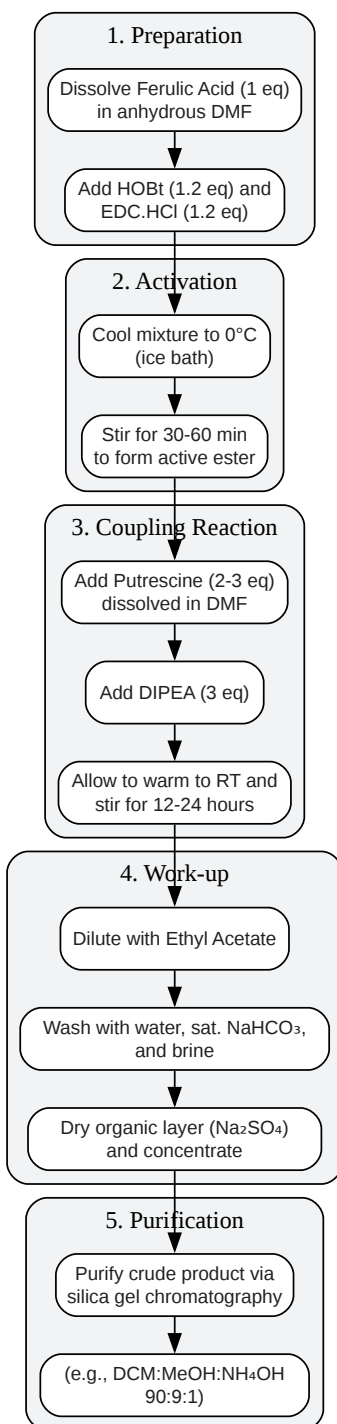 1. Preparation
Dissolve Ferulic Acid (1 eq)
in anhydrous DMF
Add HOBt (1.2 eq) and
EDC.HCl (1.2 eq)
2. Activation
Cool mixture to 0°C
(ice bath)
Stir for 30-60 min
to form active ester
3. Coupling Reaction
Add Putrescine (2-3 eq)
dissolved in DMF
Add DIPEA (3 eq)
Allow to warm to RT and
stir for 12-24 hours
4. Work-up
Dilute with Ethyl Acetate
Wash with water, sat. NaHCO₃,
and brine
Dry organic layer (Na₂SO₄)
and concentrate
5. Purification
Purify crude product via
silica gel chromatography
(e.g., DCM:MeOH:NH₄OH
90:9:1)